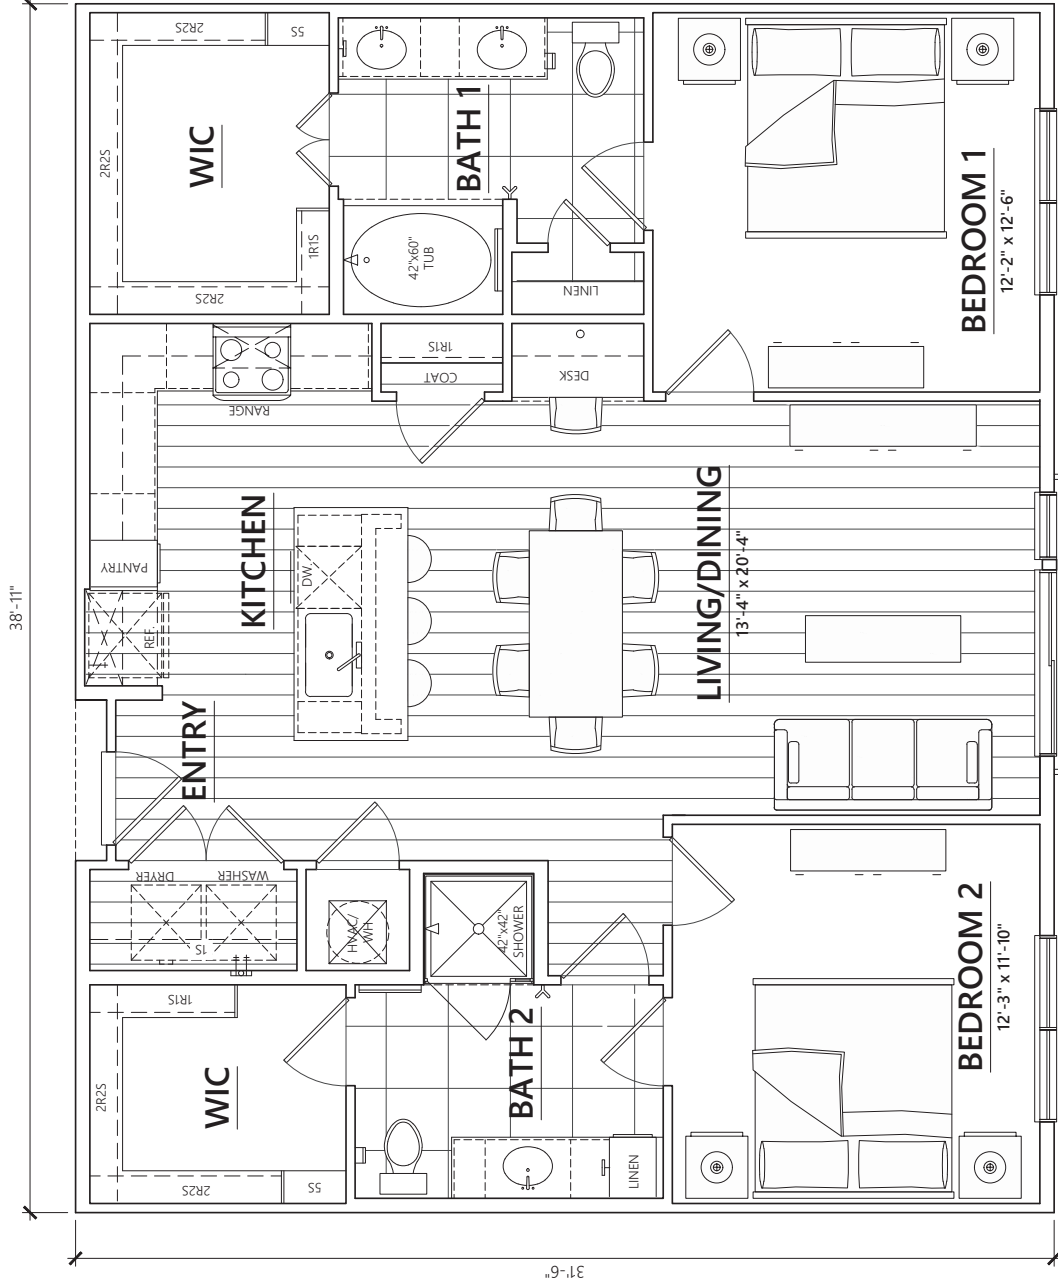 38'-11"
31'-6"
2R2S
5S
2R2S
WIC
1R1S
2R2S
BATH 1
42"x60"
TUB
LINEN
BEDROOM 1
12'-2" x 12'-6"
RANGE
1R1S
COAT
DESK
PANTRY
REF.
KITCHEN
DW
LIVING/DINING
13'-4" x 20'-4"
ENTRY
DRYER
WASHER
1S
HVAC/
WH
42"x42"
SHOWER
1R1S
2R2S
WIC
2R2S
5S
BATH 2
LINEN
BEDROOM 2
12'-3" x 11'-10"